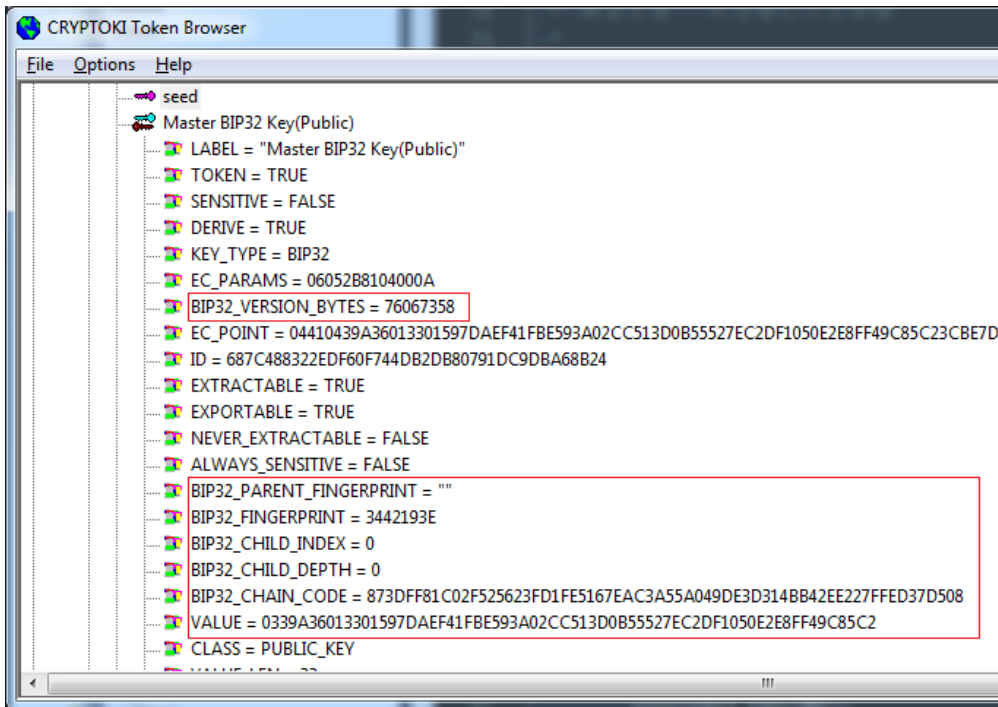 CRYPTOKI Token Browser
File Options Help
seed
Master BIP32 Key(Public)
LABEL = "Master BIP32 Key(Public)"
TOKEN = TRUE
SENSITIVE = FALSE
DERIVE = TRUE
KEY_TYPE = BIP32
EC_PARAMS = 06052B8104000A
BIP32_VERSION_BYTES = 76067358
EC_POINT = 04410439A36013301597DAEF41FBE593A02CC513D0B55527EC2DF1050E2E8FF49C85C23CBE7D
ID = 687C488322EDF60F744DB2DB80791DC9DBA68B24
EXTRACTABLE = TRUE
EXPORTABLE = TRUE
NEVER_EXTRACTABLE = FALSE
ALWAYS_SENSITIVE = FALSE
BIP32_PARENT_FINGERPRINT = ""
BIP32_FINGERPRINT = 3442193E
BIP32_CHILD_INDEX = 0
BIP32_CHILD_DEPTH = 0
BIP32_CHAIN_CODE = 873DFF81C02F525623FD1FE5167EAC3A55A049DE3D314BB42EE227FFED37D508
VALUE = 0339A36013301597DAEF41FBE593A02CC513D0B55527EC2DF1050E2E8FF49C85C2
CLASS = PUBLIC_KEY